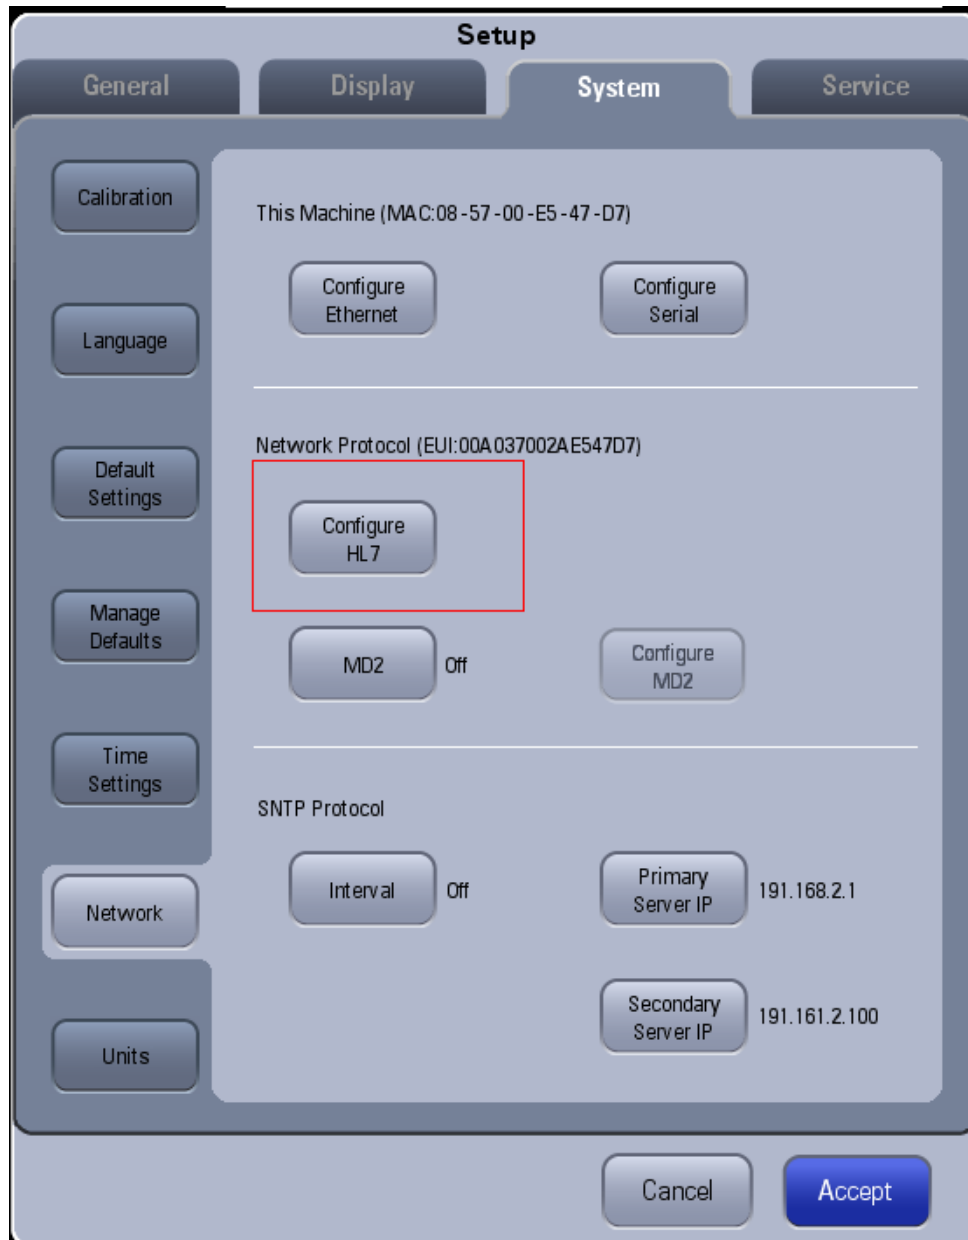 Setup
General
Display
System
Service
Calibration
Language
Default
Settings
Manage
Defaults
Time
Settings
Network
Units
This Machine (MAC:08-57-00-E5-47-D7)
Configure
Ethernet
Configure
Serial
Network Protocol (EUI:00A037002AE547D7)
Configure
HL7
MD2
Off
Configure
MD2
SNTP Protocol
Interval
Off
Primary
Server IP
191.168.2.1
Secondary
Server IP
191.161.2.100
Cancel
Accept